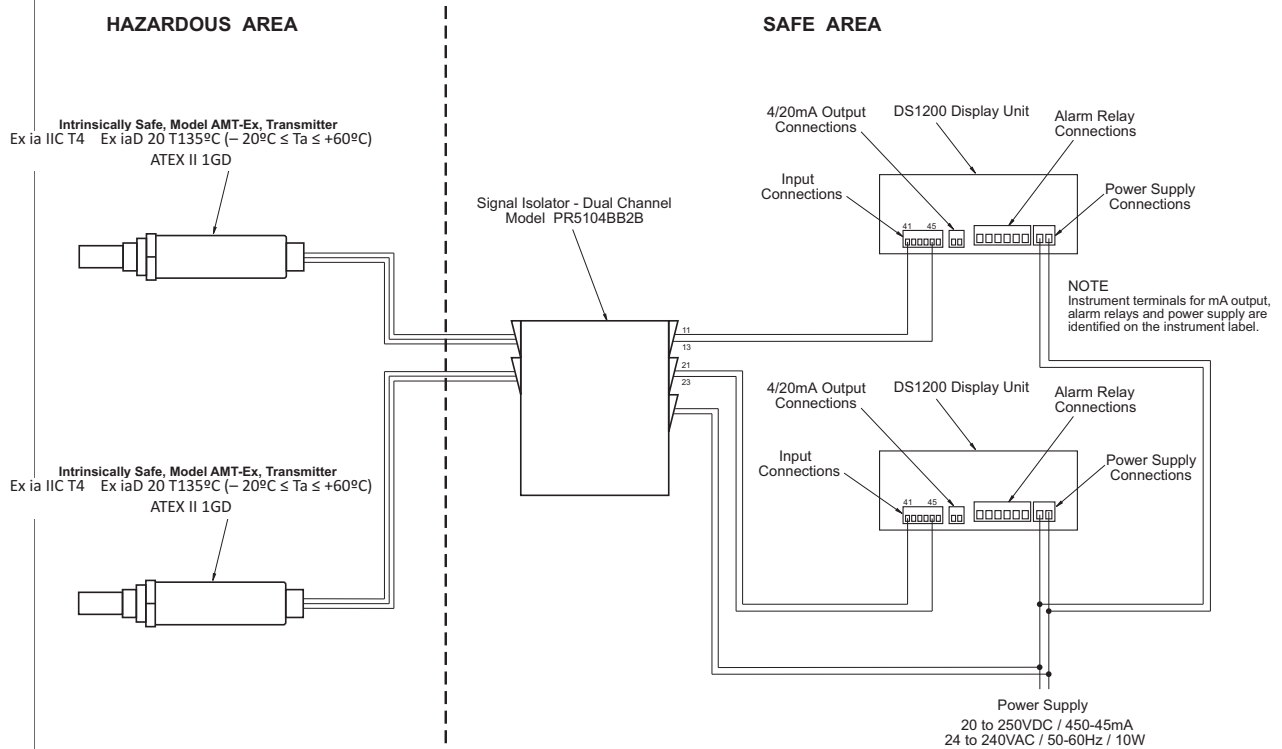 HAZARDOUS AREA
SAFE AREA
Intrinsically Safe, Model AMT-Ex, Transmitter
Ex ia IIC T4 Ex iaD 20 T135ºC (– 20ºC ≤ Ta ≤ +60ºC)
ATEX II 1GD
Signal Isolator - Dual Channel
Model PR5104BB2B
11
13
21
23
4/20mA Output
Connections
DS1200 Display Unit
Alarm Relay
Connections
Input
Connections
Power Supply
Connections
41 45
NOTE
Instrument terminals for mA output,
alarm relays and power supply are
identified on the instrument label.
Intrinsically Safe, Model AMT-Ex, Transmitter
Ex ia IIC T4 Ex iaD 20 T135ºC (– 20ºC ≤ Ta ≤ +60ºC)
ATEX II 1GD
4/20mA Output
Connections
DS1200 Display Unit
Alarm Relay
Connections
Input
Connections
Power Supply
Connections
41 45
Power Supply
20 to 250VDC / 450-45mA
24 to 240VAC / 50-60Hz / 10W